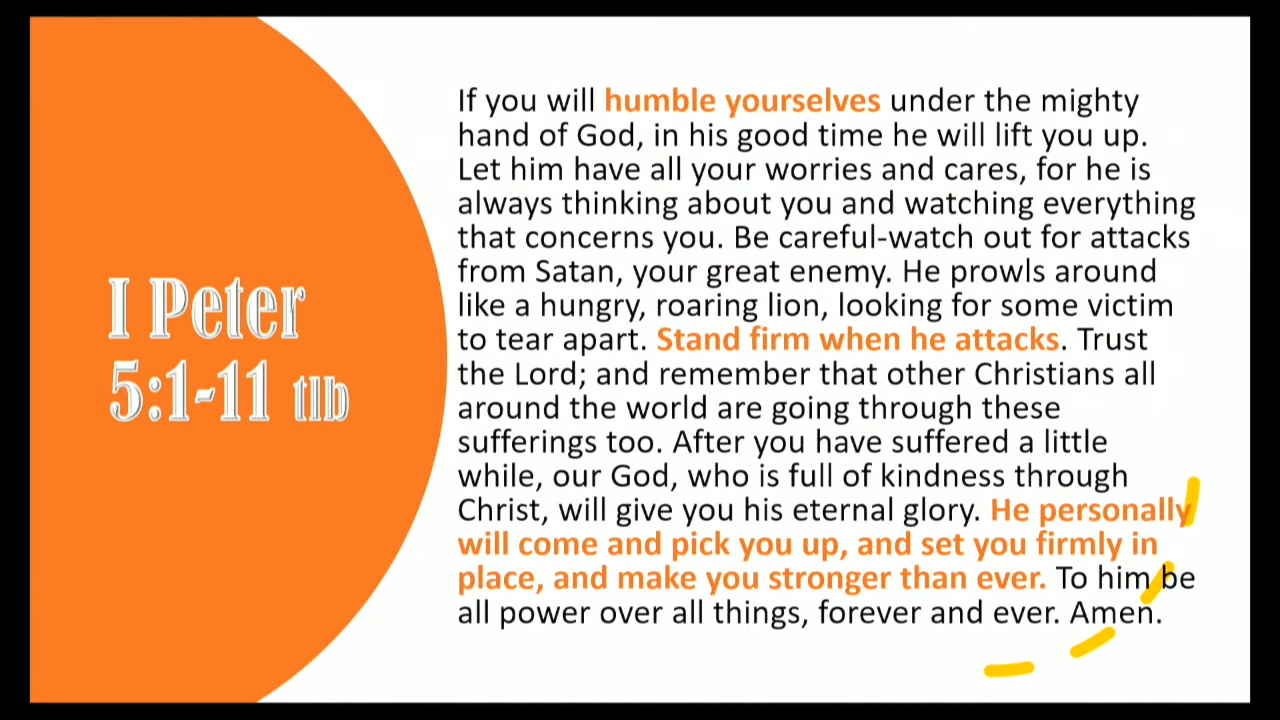 I Peter
5:1-11 tlb
If you will humble yourselves under the mighty
hand of God, in his good time he will lift you up.
Let him have all your worries and cares, for he is
always thinking about you and watching everything
that concerns you. Be careful-watch out for attacks
from Satan, your great enemy. He prowls around
like a hungry, roaring lion, looking for some victim
to tear apart. Stand firm when he attacks. Trust
the Lord; and remember that other Christians all
around the world are going through these
sufferings too. After you have suffered a little
while, our God, who is full of kindness through
Christ, will give you his eternal glory. He personally
will come and pick you up, and set you firmly in
place, and make you stronger than ever. To him be
all power over all things, forever and ever. Amen.